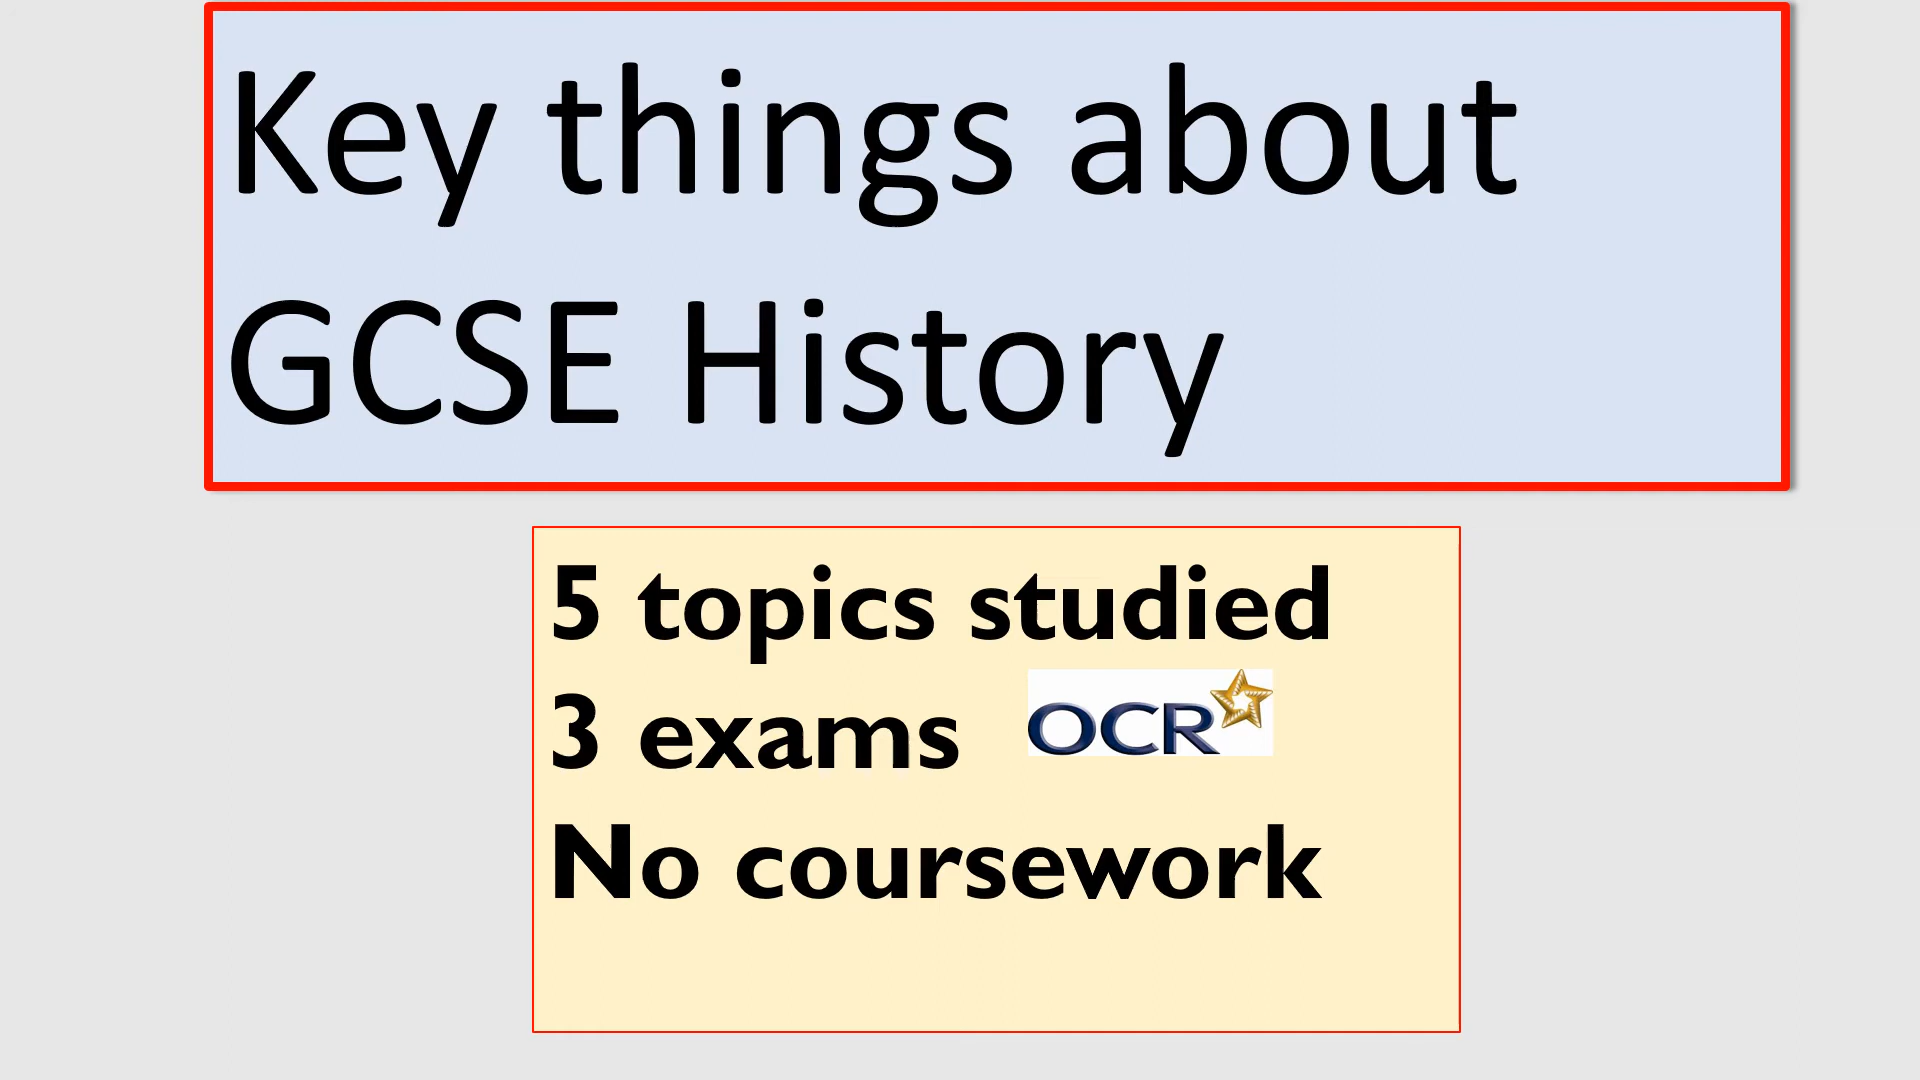 Key things about
GCSE History
5 topics studied
3 exams OCR
No coursework